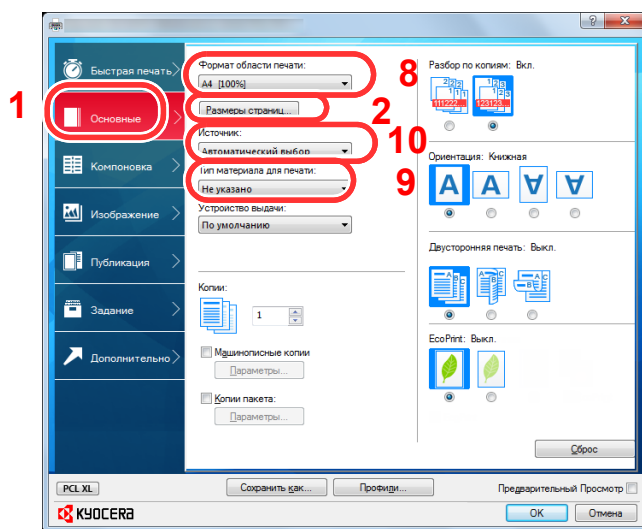 ?
1
Быстрая печать
Основные
Компоновка
Изображение
Публикация
Задание
Дополнительно
Формат области печати:
A4 [100%]
8
Размеры страниц...
2
Источник:
Автоматический выбор
10
Тип материала для печати:
Не указано
9
Устройство выдачи:
По умолчанию
Копии:
1
Машинописные копии
Параметры...
Копии пакета:
Параметры...
Разбор по копиям: Вкл.
111222...
123123...
Ориентация: Книжная
A A A A
Двусторонняя печать: Выкл.
EcoPrint: Выкл.
Сброс
PCL XL
Сохранить как...
Профили...
Предварительный Просмотр
KYOCERA
OK
Отмена